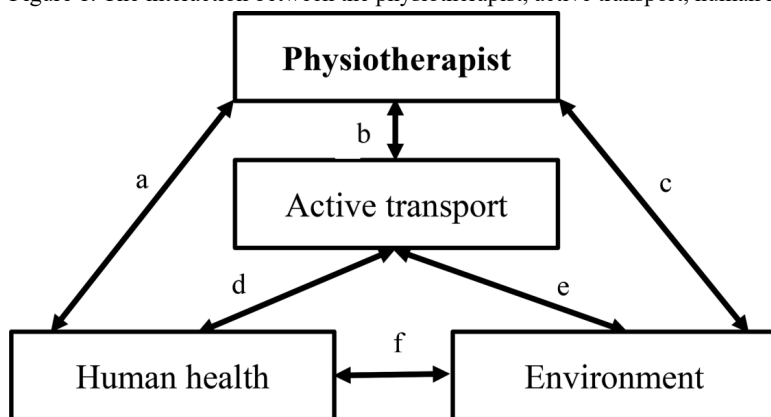 Physiotherapist
b
a
c
Active transport
d
e
f
Human health
Environment